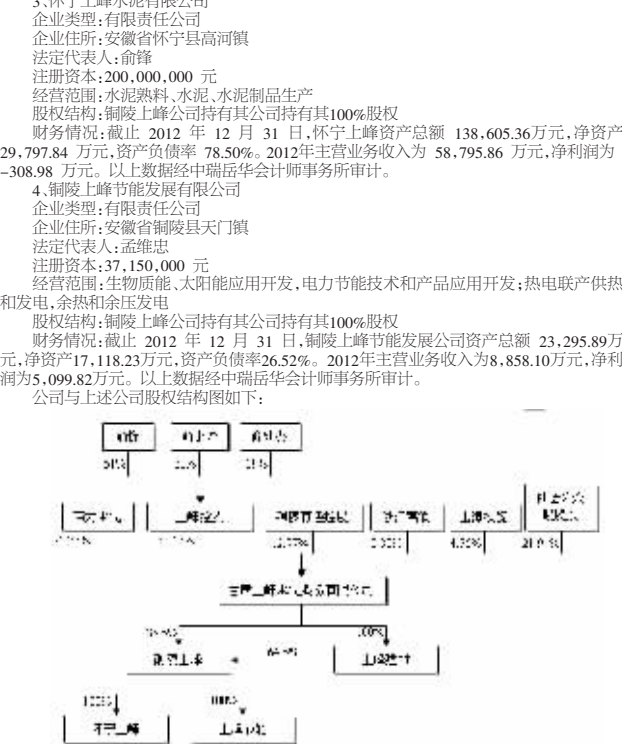 3、怀宁上峰水泥有限公司
企业类型:有限责任公司
企业住所:安徽省怀宁县高河镇
法定代表人:俞锋
注册资本:200,000,000 元
经营范围:水泥熟料、水泥、水泥制品生产
股权结构:铜陵上峰公司持有其公司持有其100%股权
财务情况:截止 2012 年 12 月 31 日,怀宁上峰资产总额 138,605.36万元,净资产
29,797.84 万元,资产负债率 78.50%。2012年主营业务收入为 58,795.86 万元,净利润为
-308.98 万元。以上数据经中瑞岳华会计师事务所审计。
4、铜陵上峰节能发展有限公司
企业类型:有限责任公司
企业住所:安徽省铜陵县天门镇
法定代表人:孟维忠
注册资本:37,150,000 元
经营范围:生物质能、太阳能应用开发,电力节能技术和产品应用开发;热电联产供热
和发电,余热和余压发电
股权结构:铜陵上峰公司持有其公司持有其100%股权
财务情况:截止 2012 年 12 月 31 日,铜陵上峰节能发展公司资产总额 23,295.89万
元,净资产17,118.23万元,资产负债率26.52%。2012年主营业务收入为8,858.10万元,净利
润为5,099.82万元。以上数据经中瑞岳华会计师事务所审计。
公司与上述公司股权结构图如下:
上峰控股
铜陵上峰
100%
100%
怀宁上峰